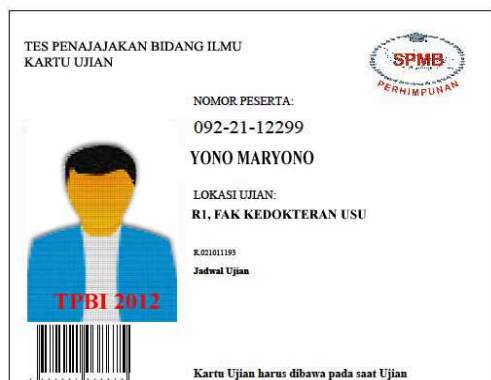 TES PENAJAJAKAN BIDANG ILMU
KARTU UJIAN
SPMB
PERHIMPUNAN
NOMOR PESERTA:
092-21-12299
YONO MARYONO
LOKASI UJIAN:
R1, FAK KEDOKTERAN USU
R.021011193
Jadwal Ujian
TPBI 2012
Kartu Ujian harus dibawa pada saat Ujian